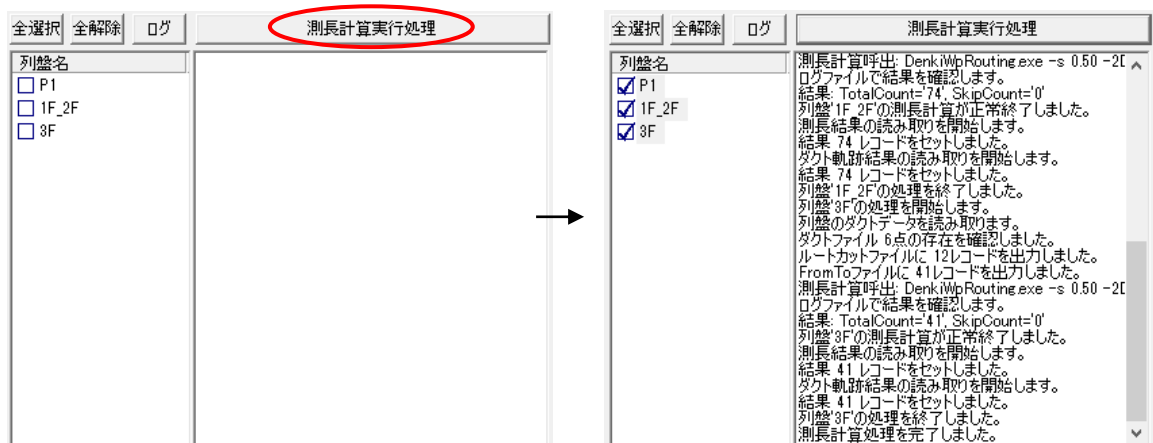 全選択 全解除 ログ 測長計算実行処理
列盤名
P1
1F_2F
3F
全選択 全解除 ログ 測長計算実行処理
列盤名
P1
1F_2F
3F
測長計算呼出: DenkiWpRouting.exe -s 0.50 -2D
ログファイルで結果を確認します。
結果: TotalCount='74', SkipCount='0'
列盤'1F_2F'の測長計算が正常終了しました。
測長結果の読み取りを開始します。
結果 74 レコードをセットしました。
ダクト軌跡結果の読み取りを開始します。
結果 74 レコードをセットしました。
列盤'1F_2F'の処理を終了しました。
列盤'3F'の処理を開始します。
列盤のダクトデータを読み取ります。
ダクトファイル 6点の存在を確認しました。
ルートカットファイルに 12レコードを出力しました。
FromToファイルに 41レコードを出力しました。
測長計算呼出: DenkiWpRouting.exe -s 0.50 -2D
ログファイルで結果を確認します。
結果: TotalCount='41', SkipCount='0'
列盤'3F'の測長計算が正常終了しました。
測長結果の読み取りを開始します。
結果 41 レコードをセットしました。
ダクト軌跡結果の読み取りを開始します。
結果 41 レコードをセットしました。
列盤'3F'の処理を終了しました。
測長計算処理を完了しました。